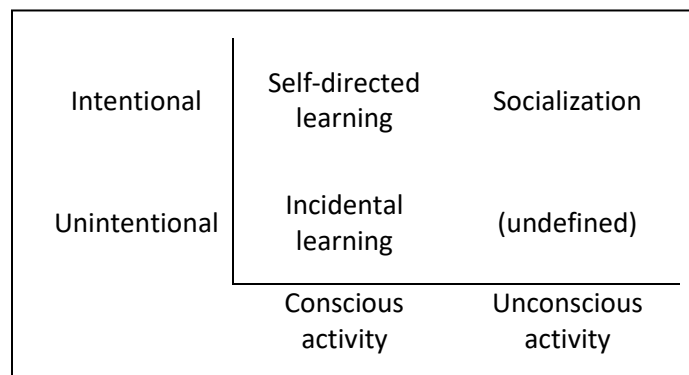 Intentional
Self-directed
learning
Socialization
Unintentional
Incidental
learning
(undefined)
Conscious
activity
Unconscious
activity